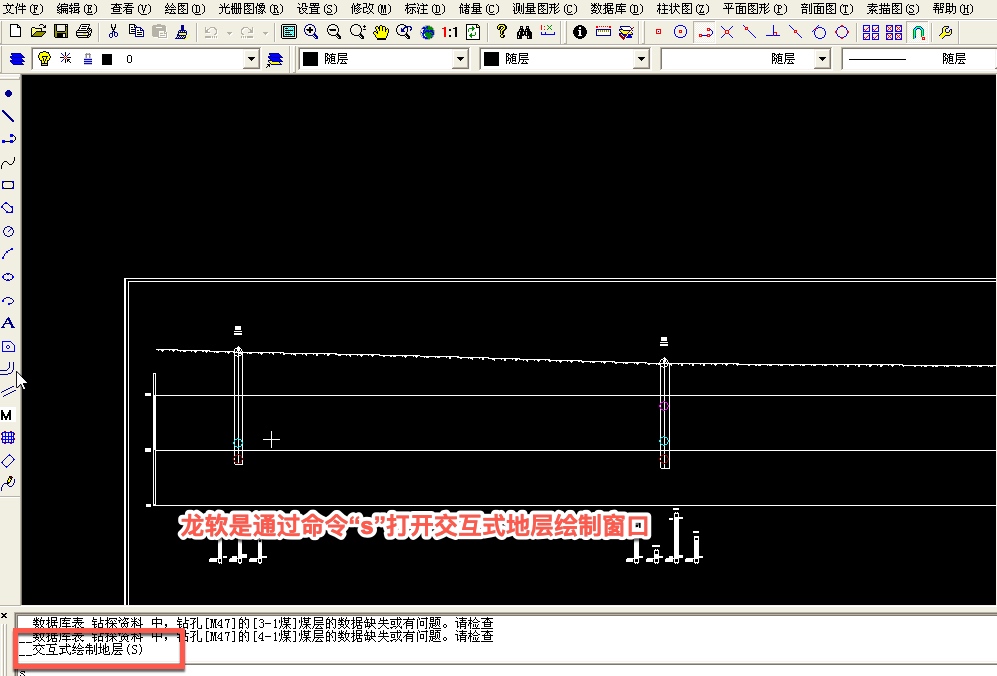 文件(F) 编辑(E) 查看(V) 绘图(D) 光栅图像(R) 设置(S) 修改(M) 标注(D) 储量(C) 测量图形(C) 数据库(D) 柱状图(Z) 平面图形(P) 剖面图(T) 素描图(S) 帮助(H)
1:1
0 随层 随层 随层 随层
A
M
龙软是通过命令“s”打开交互式地层绘制窗口
__数据库表 钻探资料 中，钻孔[M47]的[3-1煤]煤层的数据缺失或有问题。请检查
__数据库表 钻探资料 中，钻孔[M47]的[4-1煤]煤层的数据缺失或有问题。请检查
__交互式绘制地层(S)
s